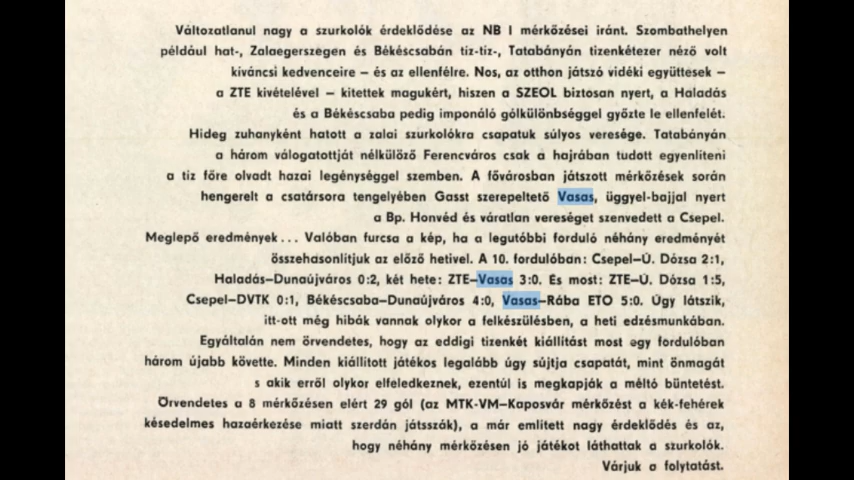 Változatlanul nagy a szurkolók érdeklődése az NB I mérkőzései iránt. Szombathelyen
például hat-, Zalaegerszegen és Békéscsabán tíz-tíz-, Tatabányán tizenkétezer néző volt
kíváncsi kedvenceire – és az ellenfélre. Nos, az otthon játszó vidéki együttesek –
a ZTE kivételével – kitettek magukért, hiszen a SZEOL biztosan nyert, a Haladás
és a Békéscsaba pedig imponáló gólkülönbséggel győzte le ellenfelét.
Hideg zuhanyként hatott a zalai szurkolókra csapatuk súlyos veresége. Tatabányán
a három válogatottját nélkülöző Ferencváros csak a hajrában tudott egyenlíteni
a tíz főre olvadt hazai legénységgel szemben. A fővárosban játszott mérkőzések során
hengerelt a csatársora tengelyében Gasst szerepeltető Vasas, üggyel-bajjal nyert
a Bp. Honvéd és váratlan vereséget szenvedett a Csepel.
Meglepő eredmények... Valóban furcsa a kép, ha a legutóbbi forduló néhány eredményét
összehasonlítjuk az előző hetivel. A 10. fordulóban: Csepel–Ú. Dózsa 2:1,
Haladás–Dunaújváros 0:2, két hete: ZTE–Vasas 3:0. És most: ZTE–Ú. Dózsa 1:5,
Csepel–DVTK 0:1, Békéscsaba–Dunaújváros 4:0, Vasas–Rába ETO 5:0. Úgy látszik,
itt-ott még hibák vannak olykor a felkészülésben, a heti edzésmunkában.
Egyáltalán nem örvendetes, hogy az eddigi tizenkét kiállítást most egy fordulóban
három újabb követte. Minden kiállított játékos legalább úgy sújtja csapatát, mint önmagát
s akik erről olykor elfeledkeznek, ezentúl is megkapják a méltó büntetést.
Örvendetes a 8 mérkőzésen elért 29 gól (az MTK-VM–Kaposvár mérkőzést a kék-fehérek
késedelmes hazaérkezése miatt szerdán játsszák), a már említett nagy érdeklődés és az,
hogy néhány mérkőzésen jó játékot láthattak a szurkolók.
Várjuk a folytatást.